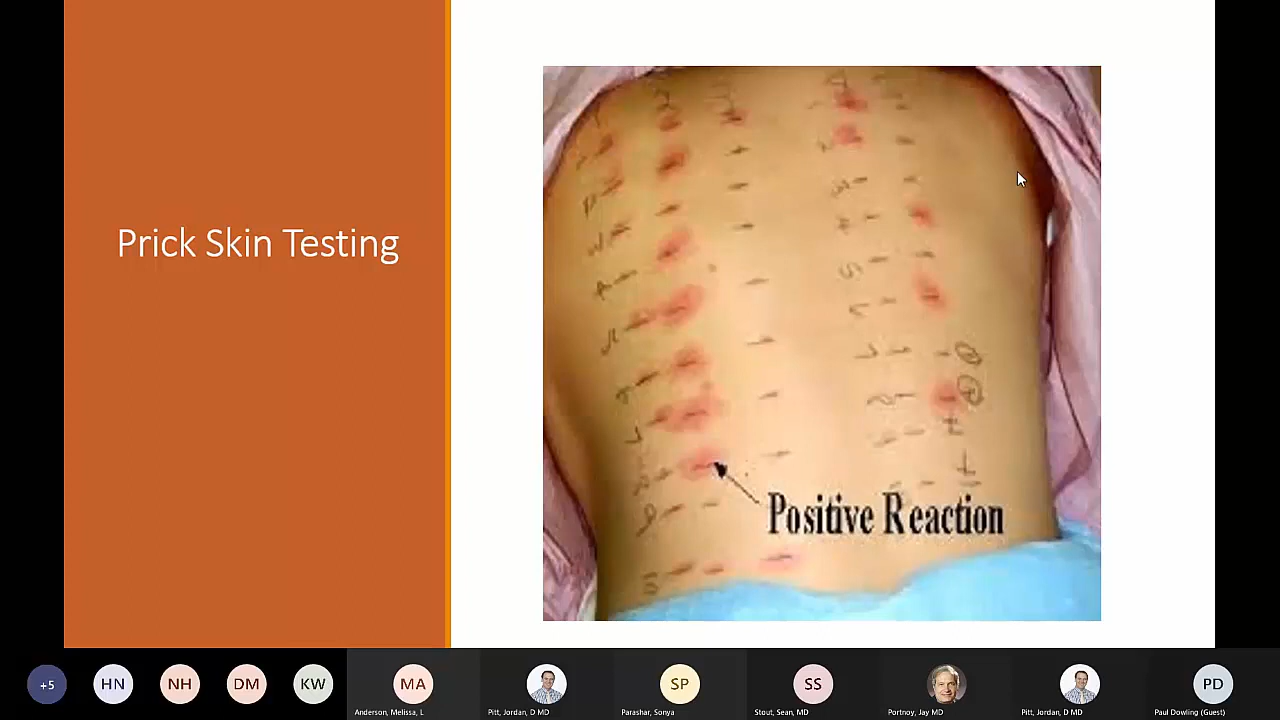 Prick Skin Testing
Positive Reaction
+5
HN
NH
DM
KW
MA
SP
SS
PD
Anderson, Melissa, L
Pitt, Jordan, D MD
Parashar, Sonya
Stout, Sean, MD
Portnoy, Jay MD
Pitt, Jordan, D MD
Paul Dowling (Guest)